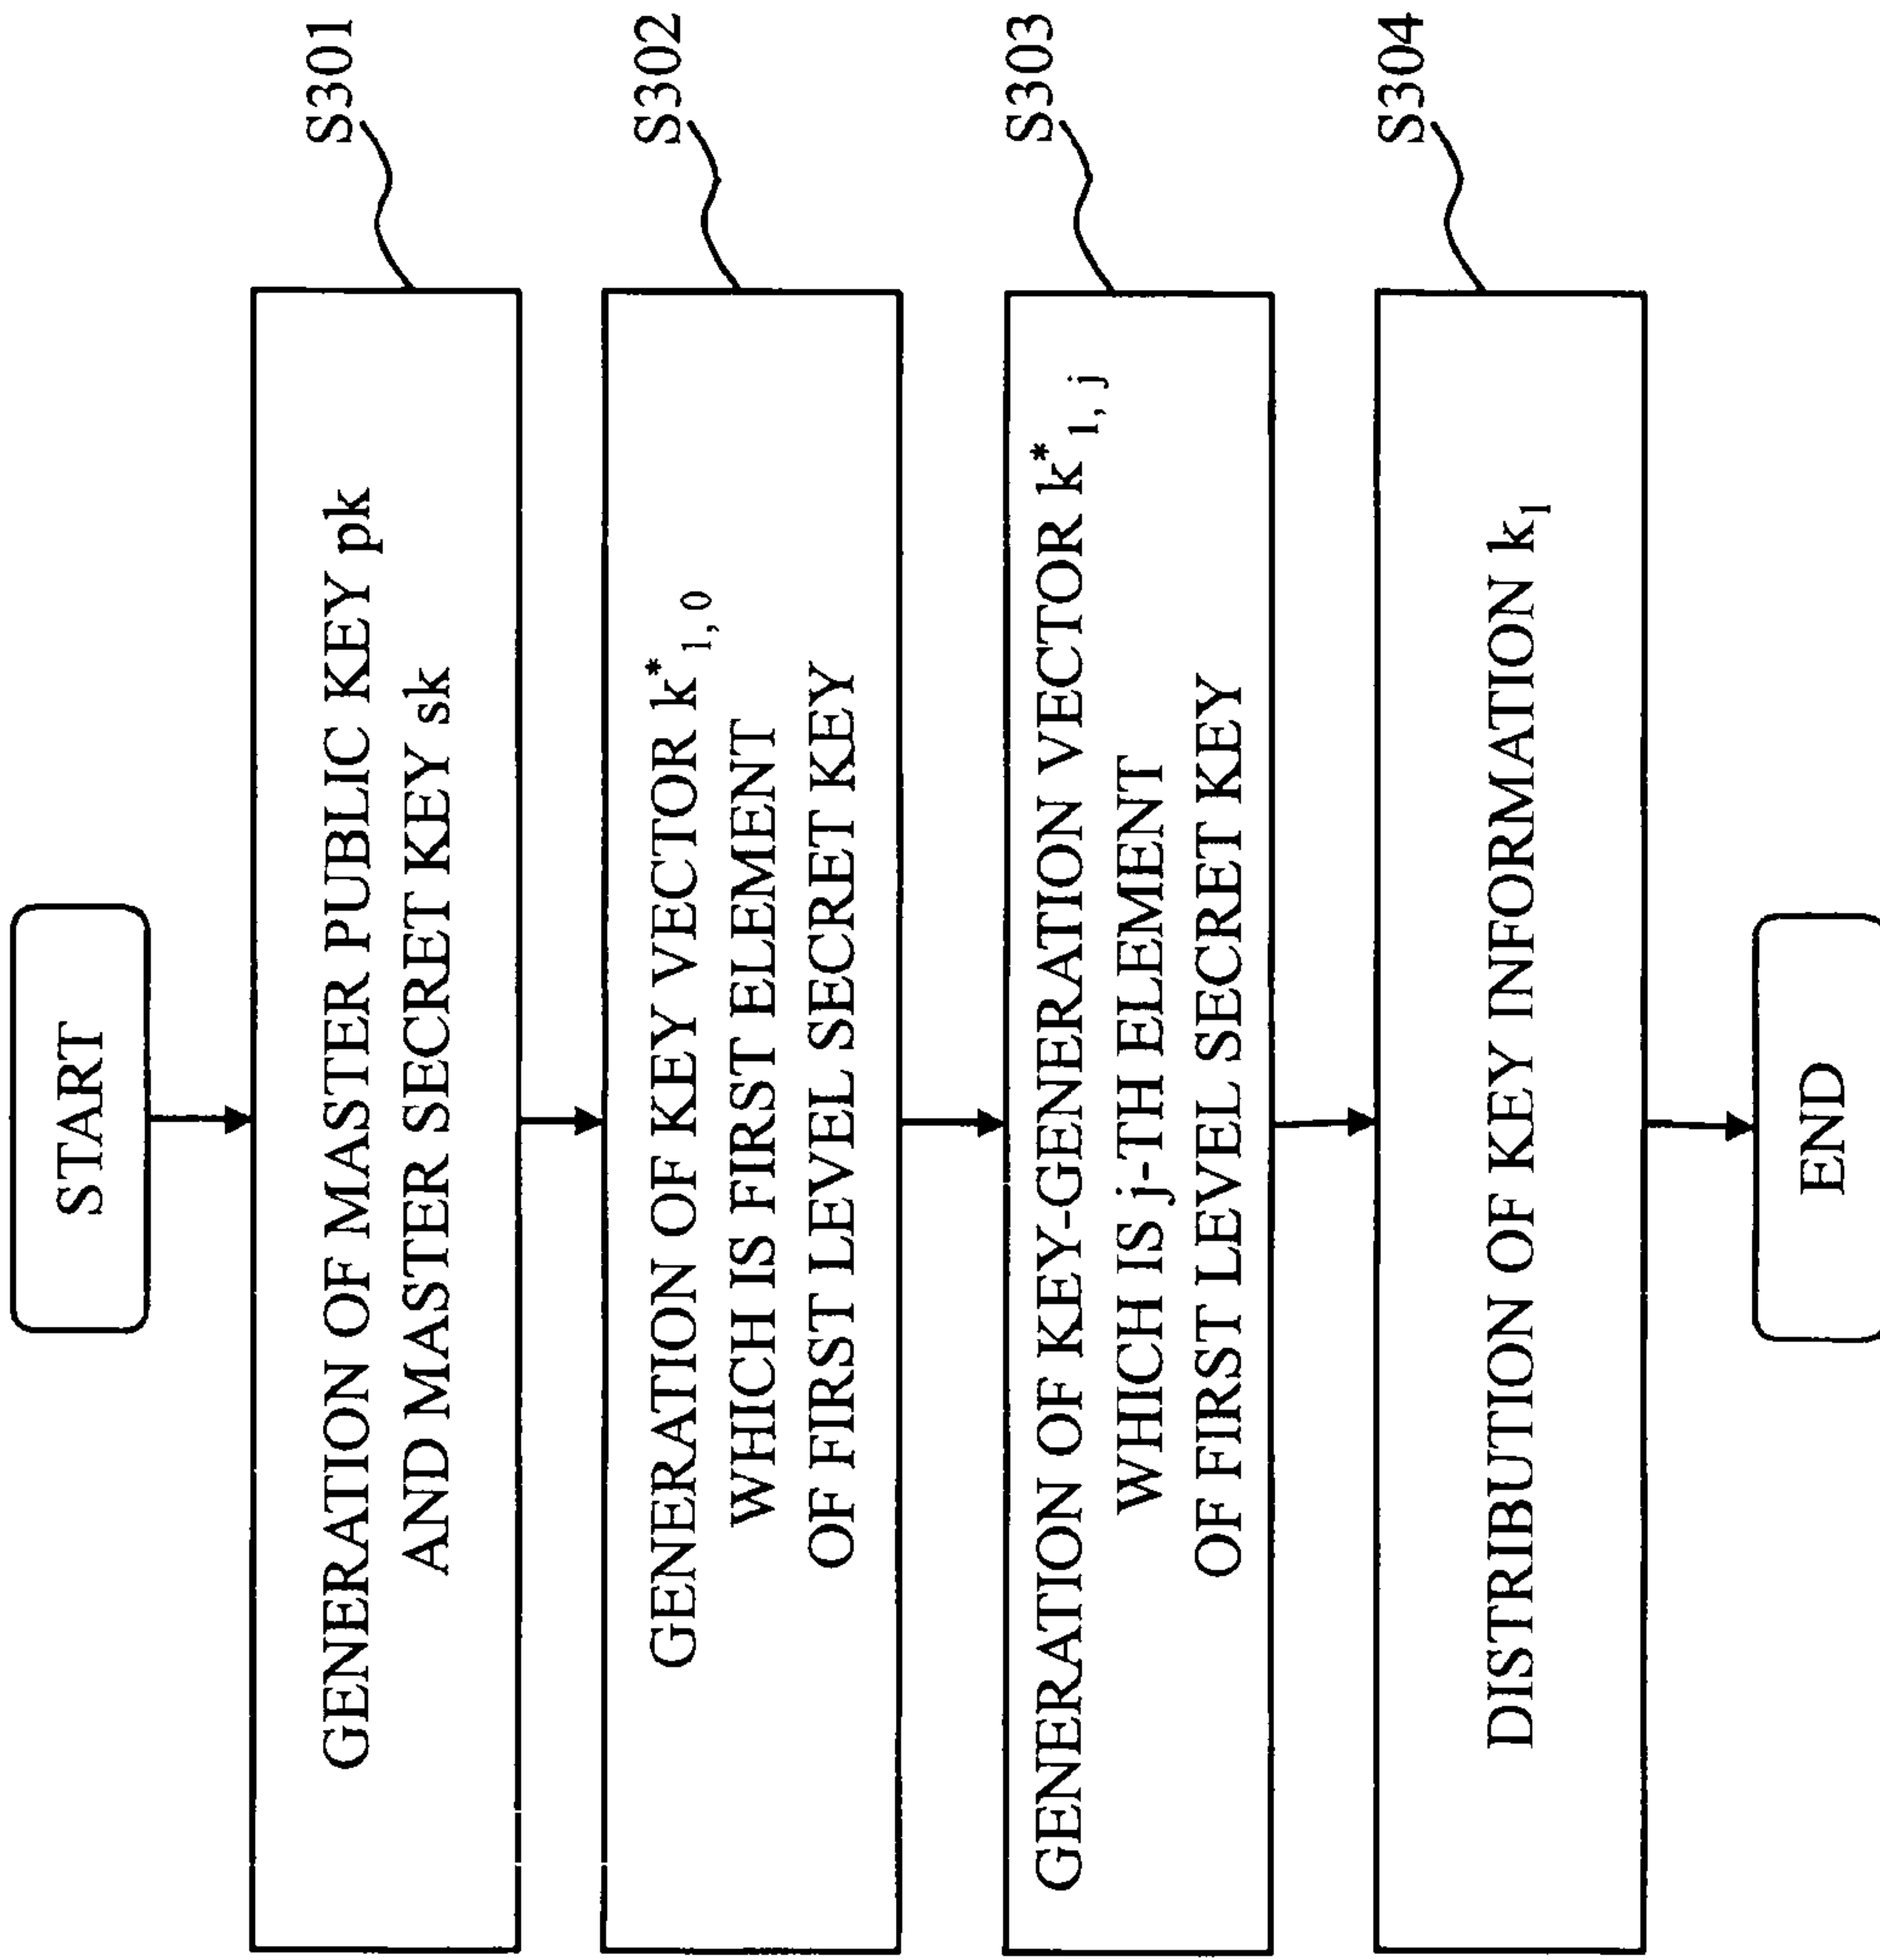 START
GENERATION OF MASTER PUBLIC KEY pk
AND MASTER SECRET KEY sk
S301
GENERATION OF KEY VECTOR k*1, 0
WHICH IS FIRST ELEMENT
OF FIRST LEVEL SECRET KEY
S302
GENERATION OF KEY-GENERATION VECTOR k*1, j
WHICH IS j-TH ELEMENT
OF FIRST LEVEL SECRET KEY
S303
DISTRIBUTION OF KEY INFORMATION k1
S304
END